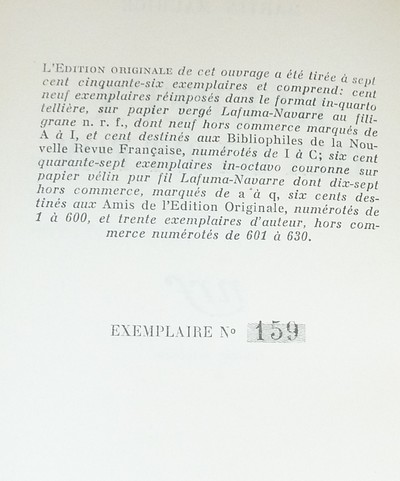 L'EDITION ORIGINALE de cet ouvrage a été tirée à sept
cent cinquante-six exemplaires et comprend: cent
neuf exemplaires réimposés dans le format in-quarto
tellière, sur papier vergé Lafuma-Navarre au fili-
grane n. r. f., dont neuf hors commerce marqués de
A à I, et cent destinés aux Bibliophiles de la Nou-
velle Revue Française, numérotés de I à C; six cent
quarante-sept exemplaires in-octavo couronne sur
papier vélin pur fil Lafuma-Navarre dont dix-sept
hors commerce, marqués de a à q, six cents des-
tinés aux Amis de l'Edition Originale, numérotés de
1 à 600, et trente exemplaires d'auteur, hors com-
merce numérotés de 601 à 630.
EXEMPLAIRE No 159